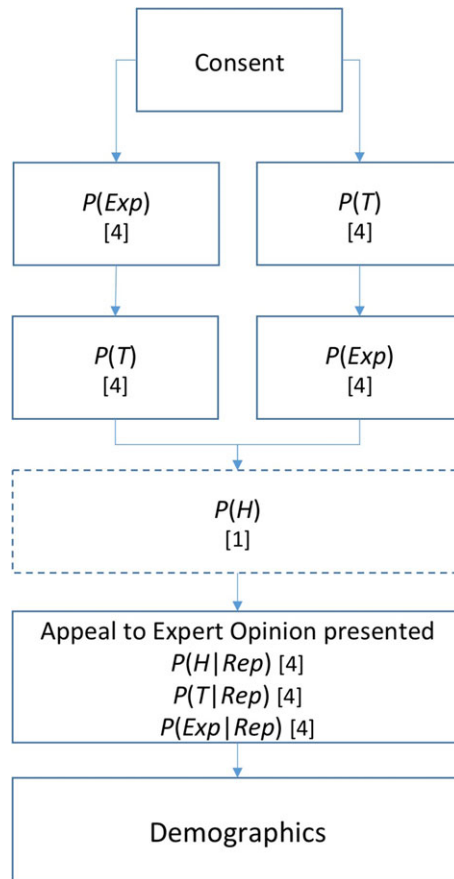 Consent
P(Exp)
[4]
P(T)
[4]
P(T)
[4]
P(Exp)
[4]
P(H)
[1]
Appeal to Expert Opinion presented
P(H|Rep) [4]
P(T|Rep) [4]
P(Exp|Rep) [4]
Demographics